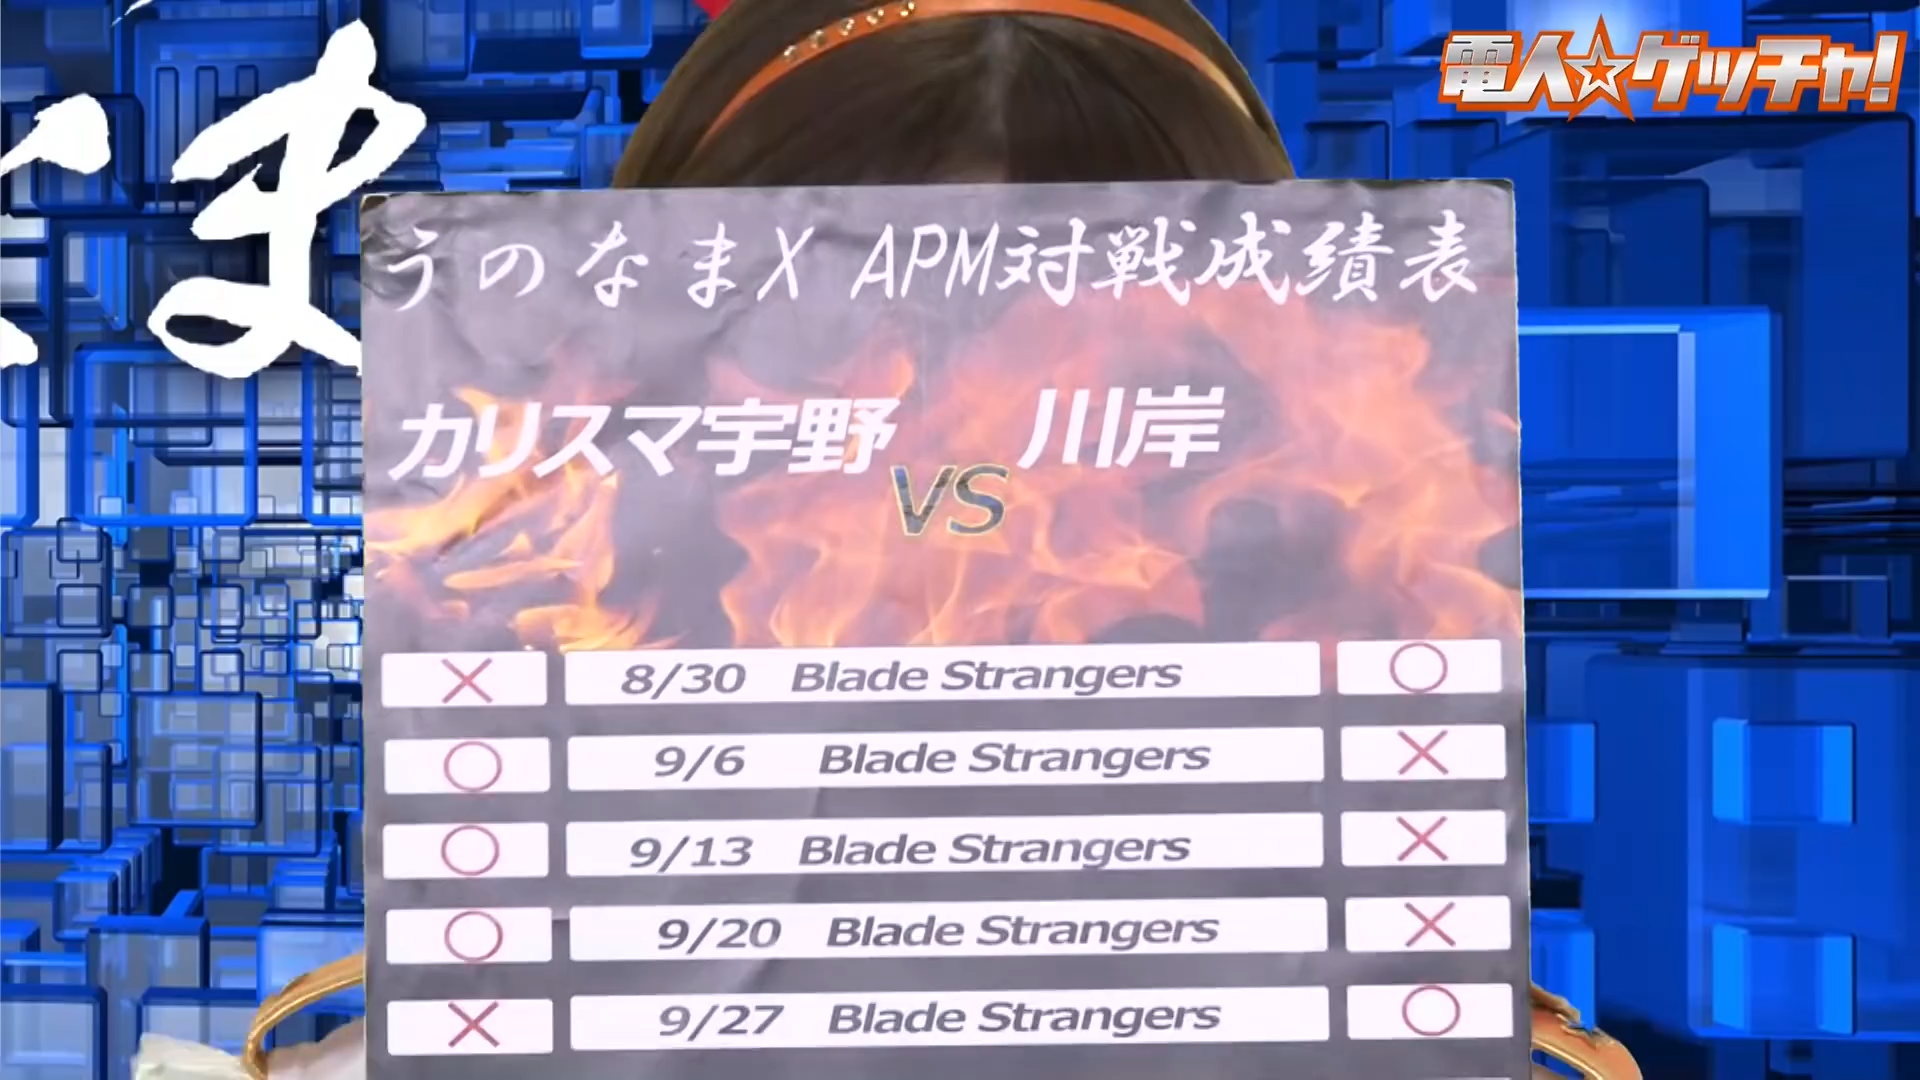 電人☆ゲッチャ!
ま
うのなまX APM対戦成績表
カリスマ宇野 VS 川岸
× 8/30 Blade Strangers ○
○ 9/6 Blade Strangers ×
○ 9/13 Blade Strangers ×
○ 9/20 Blade Strangers ×
× 9/27 Blade Strangers ○